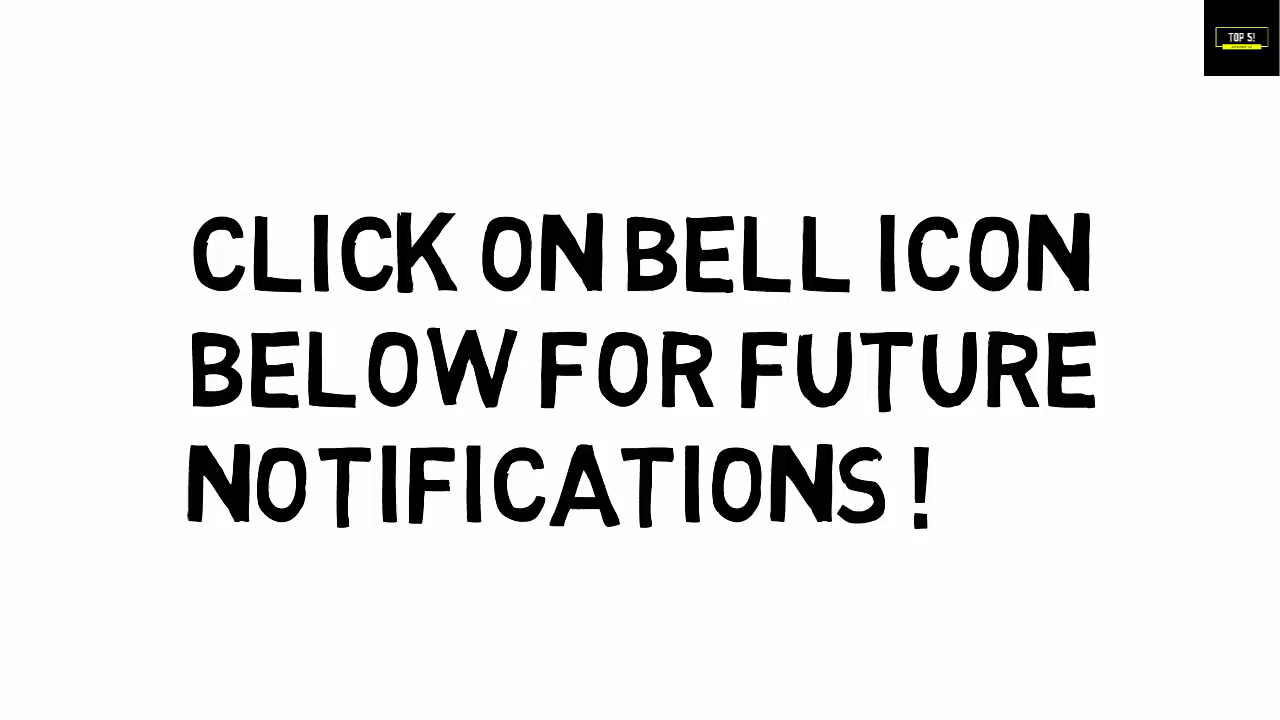 TOP 5!
CLICK ON BELL ICON
BELOW FOR FUTURE
NOTIFICATIONS !